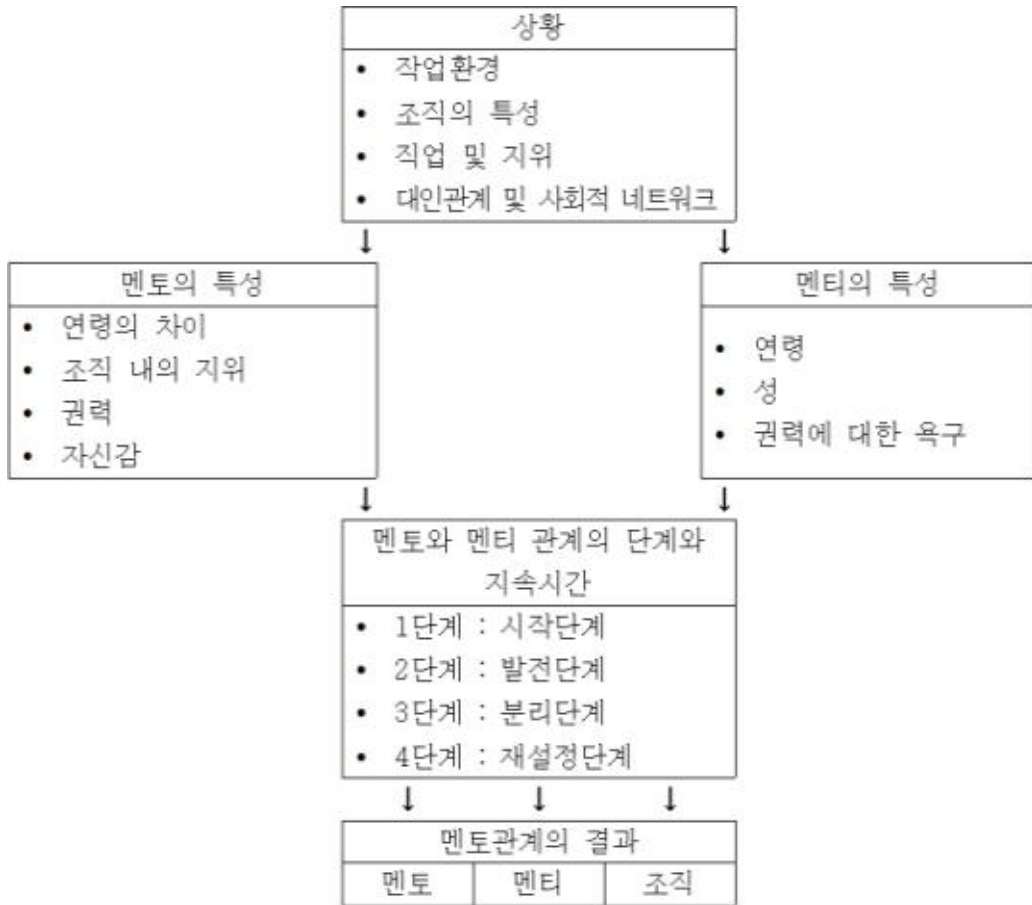 상황
• 작업환경
• 조직의 특성
• 직업 및 지위
• 대인관계 및 사회적 네트워크
↓ ↓
멘토의 특성
• 연령의 차이
• 조직 내의 지위
• 권력
• 자신감
멘티의 특성
• 연령
• 성
• 권력에 대한 욕구
↓ ↓
멘토와 멘티 관계의 단계와
지속시간
• 1단계 : 시작단계
• 2단계 : 발전단계
• 3단계 : 분리단계
• 4단계 : 재설정단계
↓ ↓ ↓
멘토관계의 결과
멘토 멘티 조직